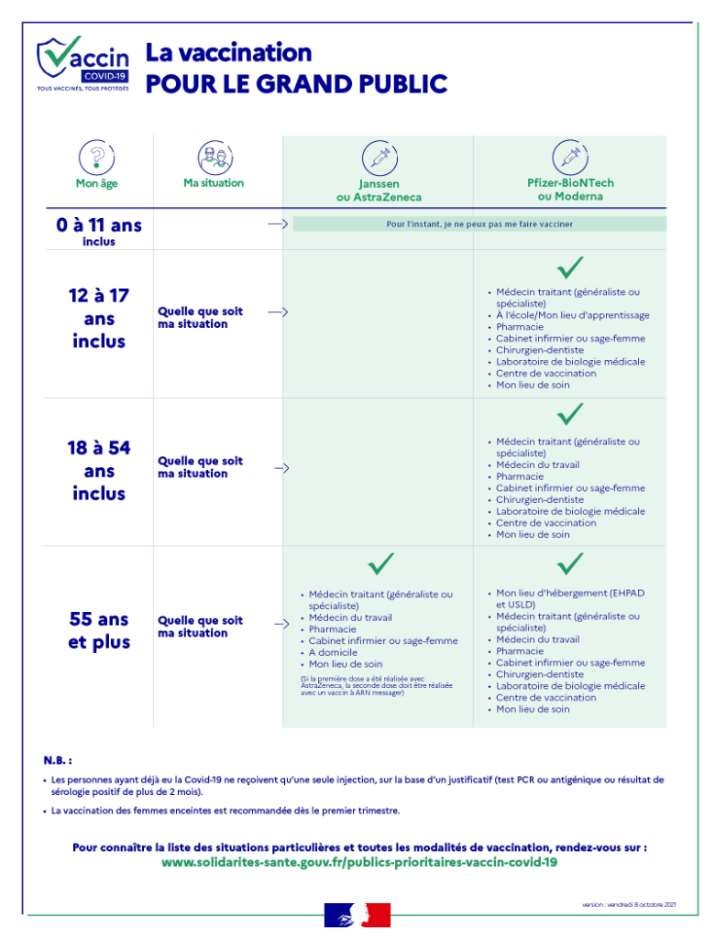 Vaccin
COVID-19
TOUS VACCINÉS, TOUS PROTÉGÉS
La vaccination
POUR LE GRAND PUBLIC
Mon âge
Ma situation
Janssen
ou AstraZeneca
Pfizer-BioNTech
ou Moderna
0 à 11 ans
inclus
Pour l'instant, je ne peux pas me faire vacciner
12 à 17
ans
inclus
Quelle que soit
ma situation
• Médecin traitant (généraliste ou
spécialiste)
• À l'école/Mon lieu d'apprentissage
• Pharmacie
• Cabinet infirmier ou sage-femme
• Chirurgien-dentiste
• Laboratoire de biologie médicale
• Centre de vaccination
• Mon lieu de soin
18 à 54
ans
inclus
Quelle que soit
ma situation
• Médecin traitant (généraliste ou
spécialiste)
• Médecin du travail
• Pharmacie
• Cabinet infirmier ou sage-femme
• Chirurgien-dentiste
• Laboratoire de biologie médicale
• Centre de vaccination
• Mon lieu de soin
55 ans
et plus
Quelle que soit
ma situation
• Médecin traitant (généraliste ou
spécialiste)
• Médecin du travail
• Pharmacie
• Cabinet infirmier ou sage-femme
• A domicile
• Mon lieu de soin
(Si la première dose a été réalisée avec
AstraZeneca, la seconde dose doit être réalisée
avec un vaccin à ARN messager)
• Mon lieu d'hébergement (EHPAD
et USLD)
• Médecin traitant (généraliste ou
spécialiste)
• Médecin du travail
• Pharmacie
• Cabinet infirmier ou sage-femme
• Chirurgien-dentiste
• Laboratoire de biologie médicale
• Centre de vaccination
• Mon lieu de soin
N.B. :
• Les personnes ayant déjà eu la Covid-19 ne reçoivent qu'une seule injection, sur la base d'un justificatif (test PCR ou antigénique ou résultat de
sérologie positif de plus de 2 mois).
• La vaccination des femmes enceintes est recommandée dès le premier trimestre.
Pour connaître la liste des situations particulières et toutes les modalités de vaccination, rendez-vous sur :
www.solidarites-sante.gouv.fr/publics-prioritaires-vaccin-covid-19
version : vendredi 8 octobre 2021